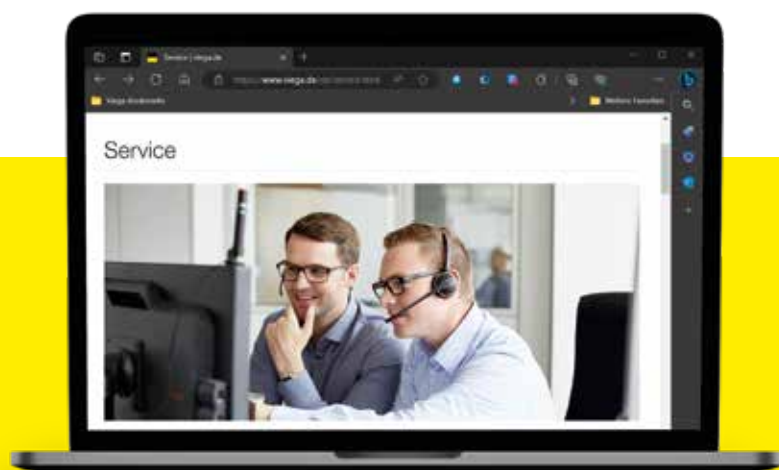 Service | viega.de
www.viega.de
Viega Bookmarks
Weitere Favoriten
Service